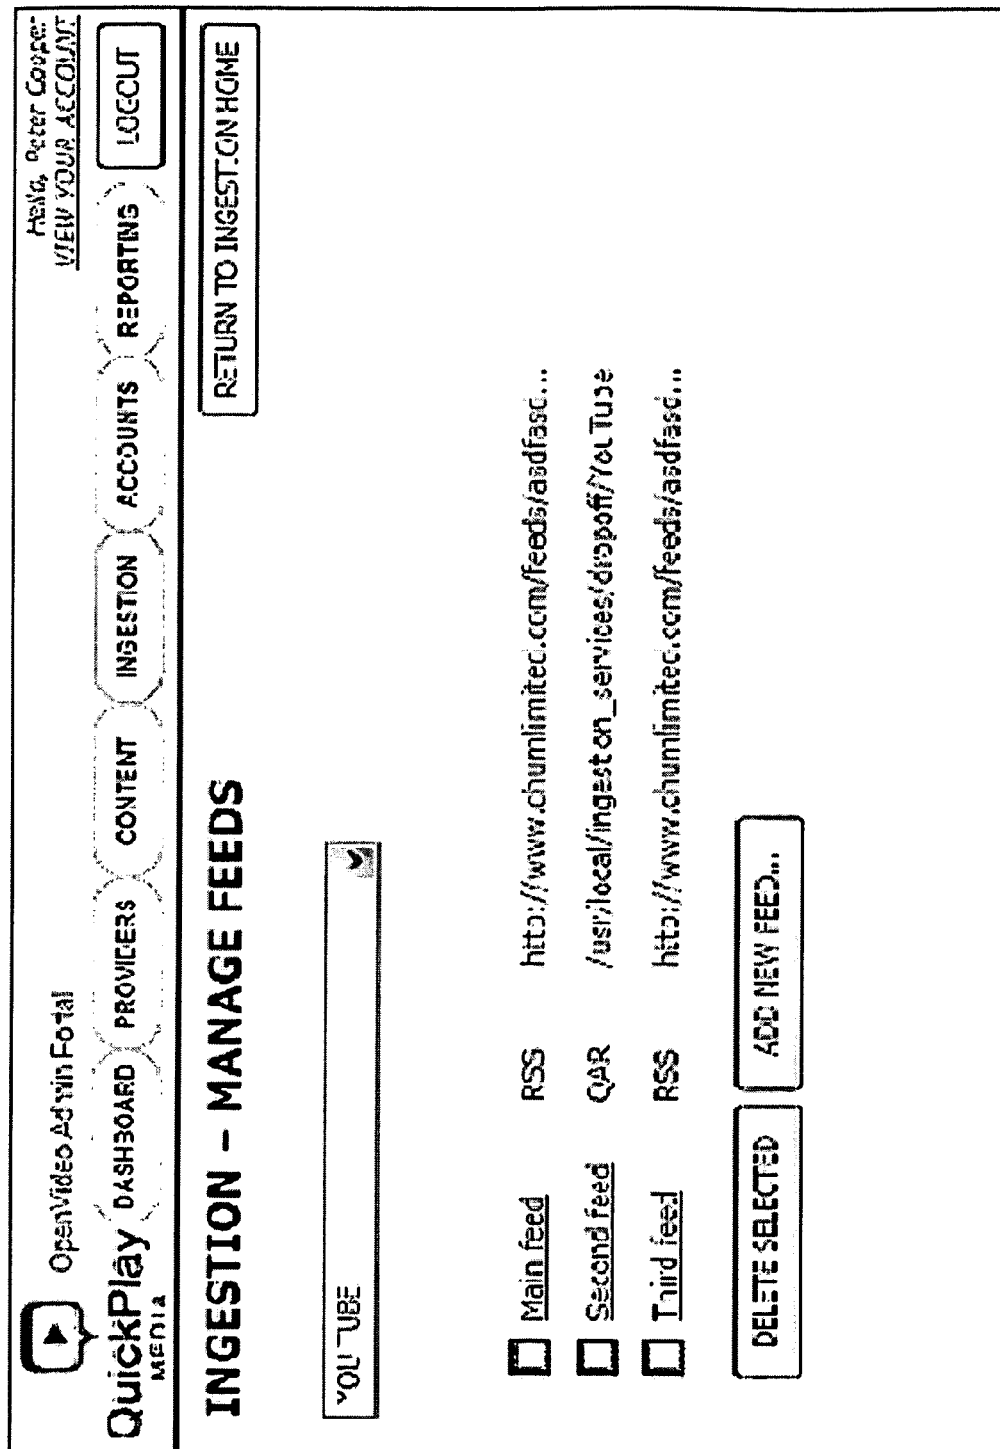 Hello, Peter Cooper
VIEW YOUR ACCOUNT
OpenVideo Admin Portal
QuickPlay
MEDIA
DASHBOARD PROVIDERS CONTENT INGESTION ACCOUNTS REPORTING LOGOUT
INGESTION - MANAGE FEEDS
RETURN TO INGESTION HOME
YOUTUBE
Main feed RSS http://www.chumlimited.com/feeds/asdfasd...
Second feed QAR /usr/local/ingestion_services/dropoff/YouTube
Third feed RSS http://www.chumlimited.com/feeds/asdfasd...
DELETE SELECTED ADD NEW FEED...